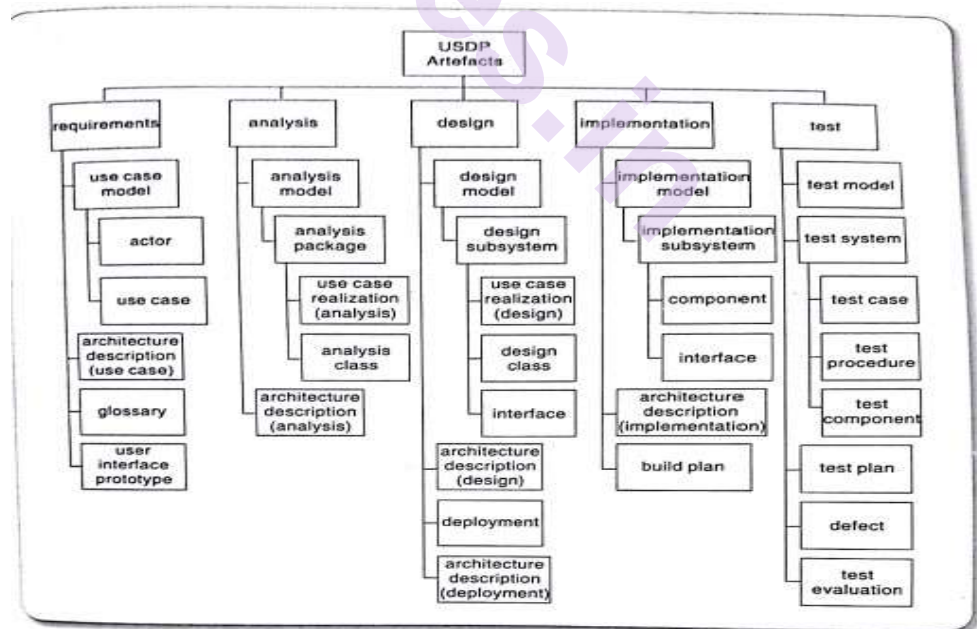 USDP
Artefacts
requirements
use case
model
actor
use case
architecture
description
(use case)
glossary
user
interface
prototype
analysis
analysis
model
analysis
package
use case
realization
(analysis)
analysis
class
architecture
description
(analysis)
design
design
model
design
subsystem
use case
realization
(design)
design
class
interface
architecture
description
(design)
deployment
architecture
description
(deployment)
implementation
implementation
model
implementation
subsystem
component
interface
architecture
description
(implementation)
build plan
test
test model
test system
test case
test
procedure
test
component
test plan
defect
test
evaluation
s.in